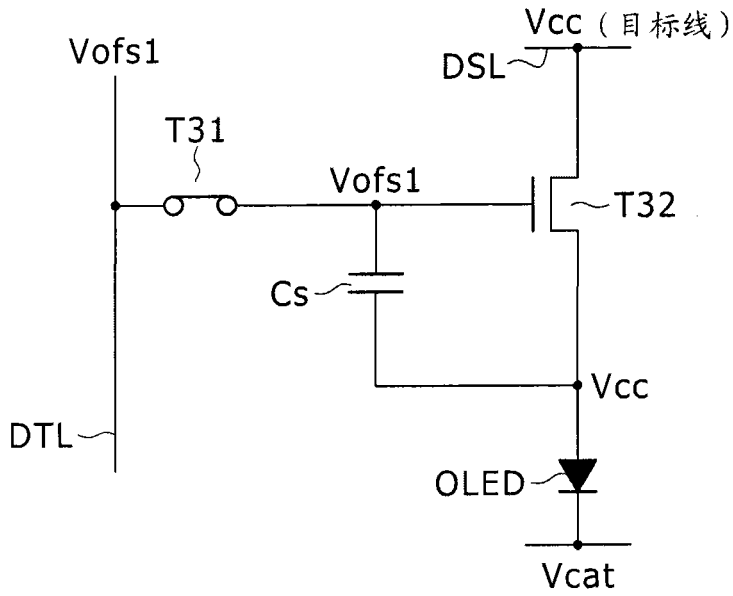 Vcc (目标线)
Vofs1
DSL
T31
Vofs1
T32
Cs
Vcc
DTL
OLED
Vcat